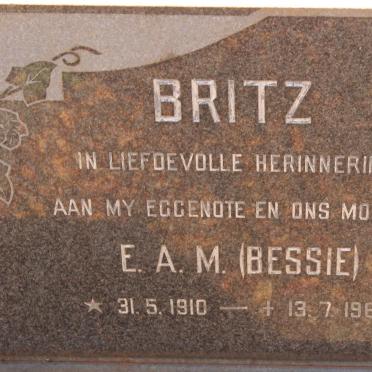 BRITZ
IN LIEFDEVOLLE HERINNERIN
AAN MY EGGENOTE EN ONS MO
E. A. M. (BESSIE)
★ 31. 5. 1910 — + 13. 7 196